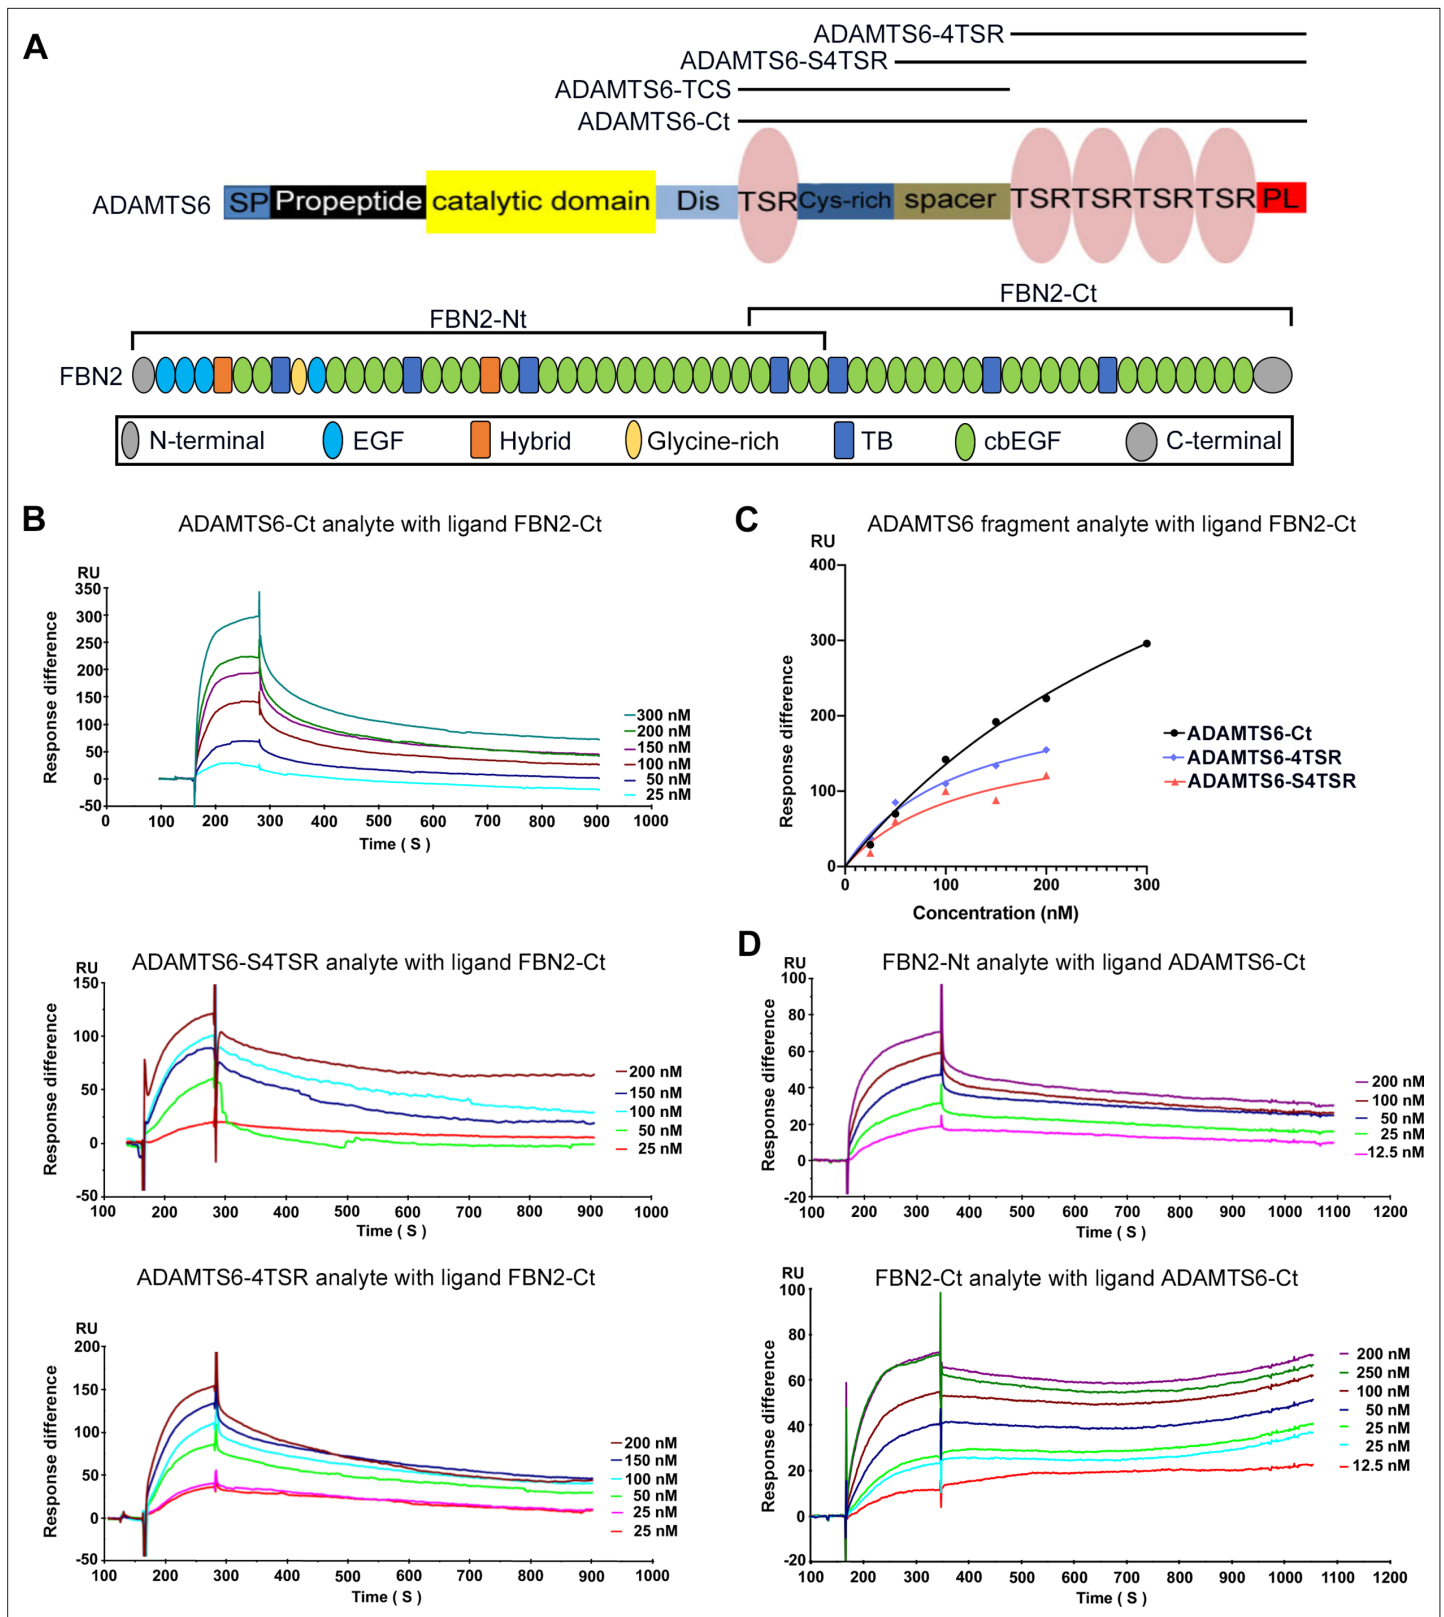 A
ADAMTS6-4TSR
ADAMTS6-S4TSR
ADAMTS6-TCS
ADAMTS6-Ct
ADAMTS6 SP Propeptide catalytic domain Dis TSR Cys-rich spacer TSR TSR TSR TSR PL
FBN2-Ct
FBN2-Nt
FBN2
N-terminal EGF Hybrid Glycine-rich TB cbEGF C-terminal
B
ADAMTS6-Ct analyte with ligand FBN2-Ct
RU
Response difference
350
300
250
200
150
100
50
0
-50
0 100 200 300 400 500 600 700 800 900 1000
Time ( S )
300 nM
200 nM
150 nM
100 nM
50 nM
25 nM
C
ADAMTS6 fragment analyte with ligand FBN2-Ct
RU
Response difference
400
300
200
100
0
0 100 200 300
Concentration (nM)
ADAMTS6-Ct
ADAMTS6-4TSR
ADAMTS6-S4TSR
ADAMTS6-S4TSR analyte with ligand FBN2-Ct
RU
Response difference
150
100
50
0
-50
100 200 300 400 500 600 700 800 900 1000
Time ( S )
200 nM
150 nM
100 nM
50 nM
25 nM
ADAMTS6-4TSR analyte with ligand FBN2-Ct
RU
Response difference
200
150
100
50
0
-50
100 200 300 400 500 600 700 800 900 1000
Time ( S )
200 nM
150 nM
100 nM
50 nM
25 nM
25 nM
D
FBN2-Nt analyte with ligand ADAMTS6-Ct
RU
Response difference
100
80
60
40
20
0
-20
100 200 300 400 500 600 700 800 900 1000 1100 1200
Time ( S )
200 nM
100 nM
50 nM
25 nM
12.5 nM
FBN2-Ct analyte with ligand ADAMTS6-Ct
RU
Response difference
100
80
60
40
20
0
-20
100 200 300 400 500 600 700 800 900 1000 1100 1200
Time ( S )
200 nM
250 nM
100 nM
50 nM
25 nM
25 nM
12.5 nM